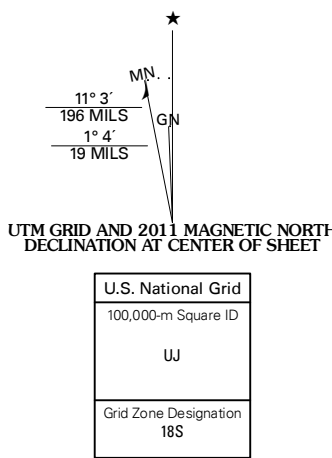 ★
MN
11° 3´
196 MILS
GN
1° 4´
19 MILS
UTM GRID AND 2011 MAGNETIC NORTH
DECLINATION AT CENTER OF SHEET
U.S. National Grid
100,000-m Square ID
UJ
Grid Zone Designation
18S